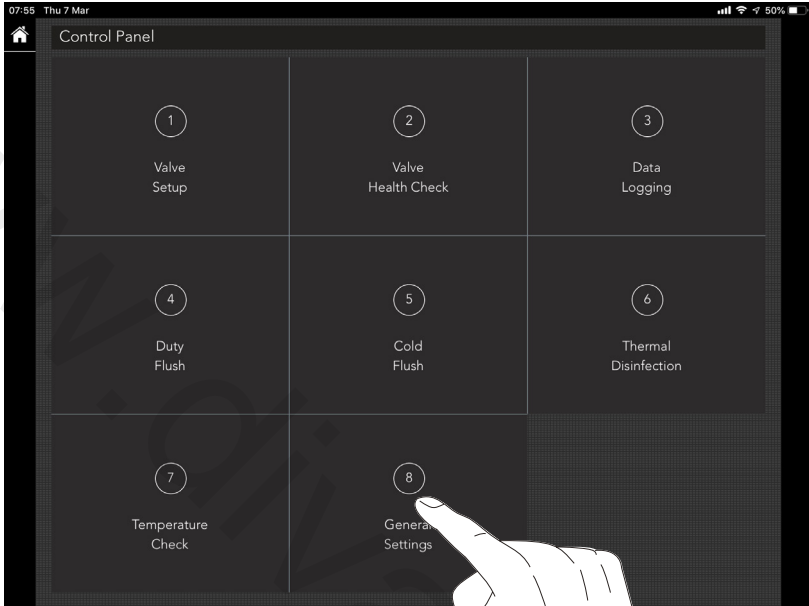 07:55 Thu 7 Mar
50%
Control Panel
1
Valve
Setup
2
Valve
Health Check
3
Data
Logging
4
Duty
Flush
5
Cold
Flush
6
Thermal
Disinfection
7
Temperature
Check
8
General
Settings